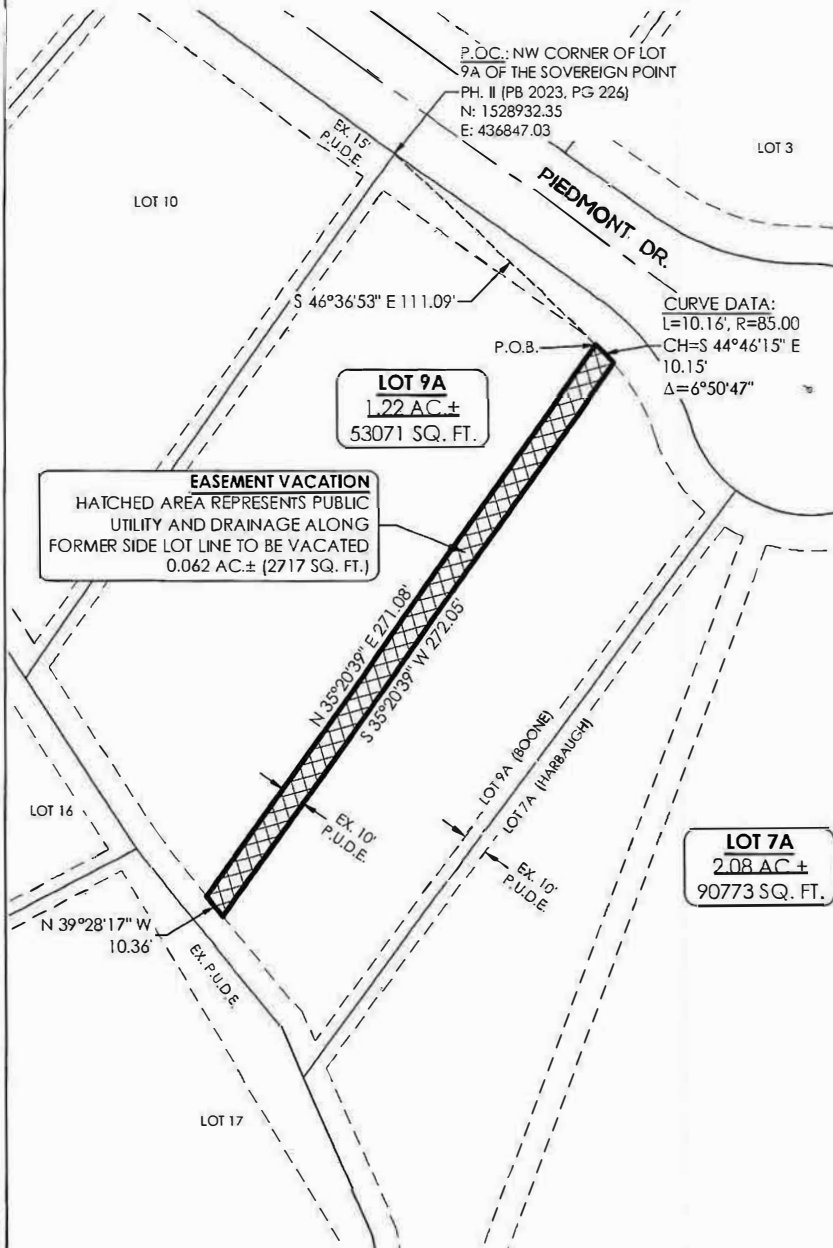 P.O.C.: NW CORNER OF LOT
9A OF THE SOVEREIGN POINT
PH. II (PB 2023, PG 226)
N: 1528932.35
E: 436847.03
EX. 15'
P.U.D.E.
LOT 3
LOT 10
PIEDMONT DR.
S 46°36'53" E 111.09'
CURVE DATA:
L=10.16', R=85.00
CH=S 44°46'15" E
10.15'
Δ=6°50'47"
P.O.B.
LOT 9A
1.22 AC.±
53071 SQ. FT.
EASEMENT VACATION
HATCHED AREA REPRESENTS PUBLIC
UTILITY AND DRAINAGE ALONG
FORMER SIDE LOT LINE TO BE VACATED
0.062 AC.± (2717 SQ. FT.)
N 35°20'39" E 271.08'
S 35°20'39" W 272.05'
LOT 9A (BOONE)
LOT 7A (HARBAUGH)
LOT 16
EX. 10'
P.U.D.E.
EX. 10'
P.U.D.E.
LOT 7A
2.08 AC.±
90773 SQ. FT.
N 39°28'17" W
10.36'
EX. P.U.D.E.
LOT 17